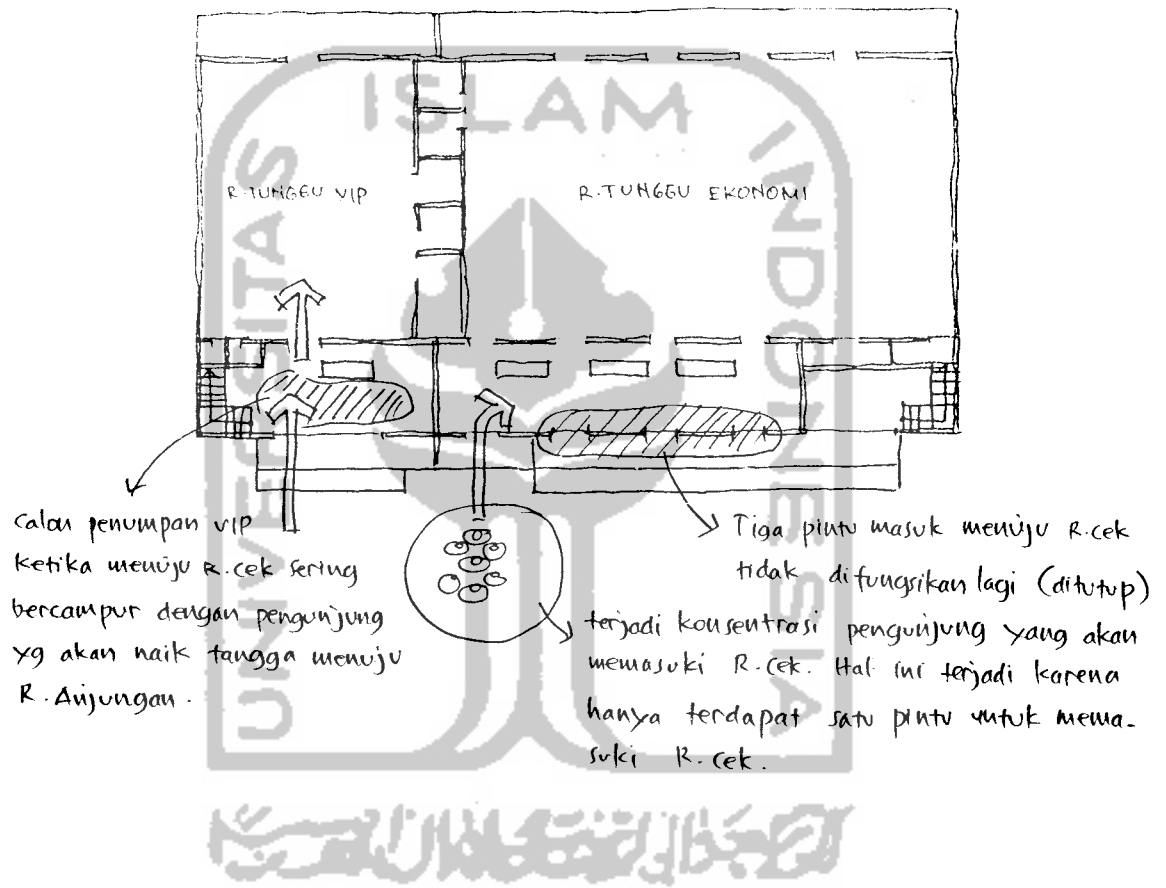 ISLAM
UNIVERSITAS
INDONESIA
R.TUNGGU VIP
R.TUNGGU EKONOMI
Calon penumpan VIP
ketika menuju R.cek sering
bercampur dengan pengunjung
yg akan naik tangga menuju
R.Anjungan.
Tiga pintu masuk menuju R.cek
tidak difungsikan lagi (ditutup)
terjadi konsentrasi pengunjung yang akan
memasuki R.cek. Hal ini terjadi karena
hanya terdapat satu pintu untuk mema-
suki R.cek.